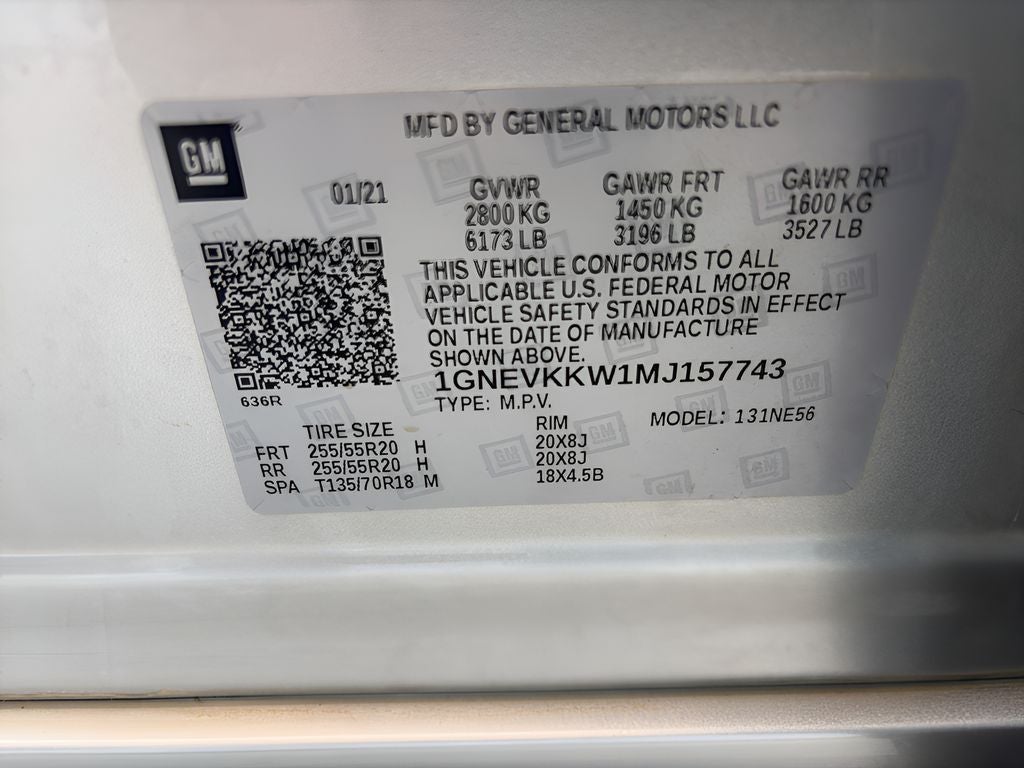 GM
MFD BY GENERAL MOTORS LLC
01/21 GVWR GAWR FRT GAWR RR
2800 KG 1450 KG 1600 KG
6173 LB 3196 LB 3527 LB
THIS VEHICLE CONFORMS TO ALL
APPLICABLE U.S. FEDERAL MOTOR
VEHICLE SAFETY STANDARDS IN EFFECT
ON THE DATE OF MANUFACTURE
SHOWN ABOVE.
1GNEVKKW1MJ157743
636R
TYPE: M.P.V.
TIRE SIZE RIM MODEL: 131NE56
FRT 255/55R20 H 20X8J
RR 255/55R20 H 20X8J
SPA T135/70R18 M 18X4.5B